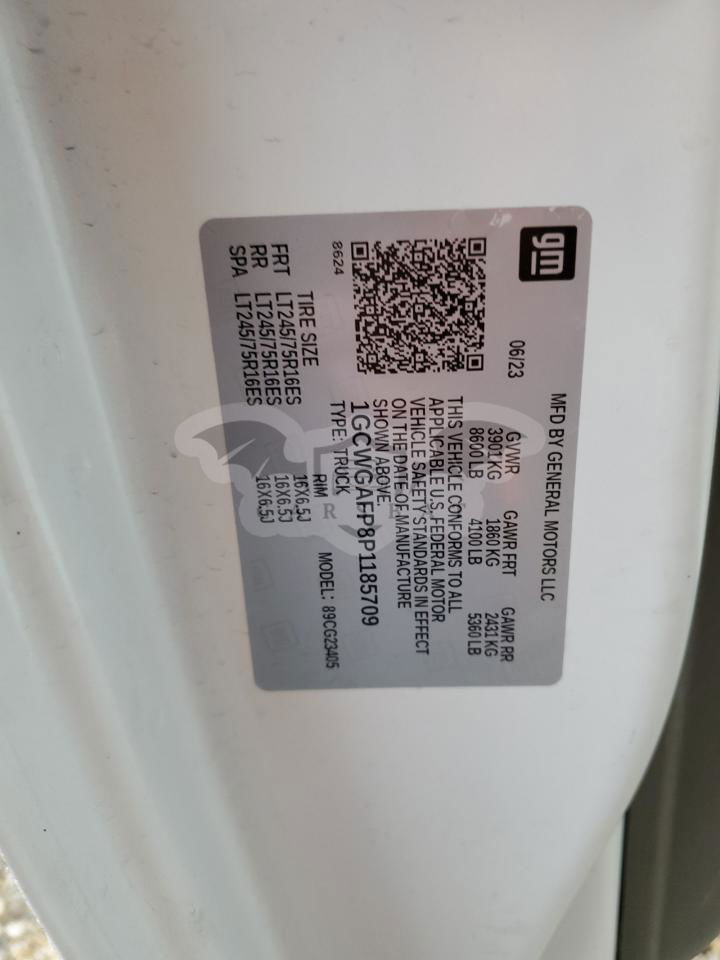 gm
MFD BY GENERAL MOTORS LLC
06/23
GVWR GAWR FRT GAWR RR
3901KG 1860 KG 2431 KG
8600 LB 4100 LB 5360 LB
THIS VEHICLE CONFORMS TO ALL
APPLICABLE U.S. FEDERAL MOTOR
VEHICLE SAFETY STANDARDS IN EFFECT
ON THE DATE OF MANUFACTURE
SHOWN ABOVE.
1GCWGAFP8P1185709
8624
TYPE: TRUCK MODEL: 89CG23405
TIRE SIZE RIM
FRT LT245/75R16ES 16X6.5J
RR LT245/75R16ES 16X6.5J
SPA LT245/75R16ES 16X6.5J